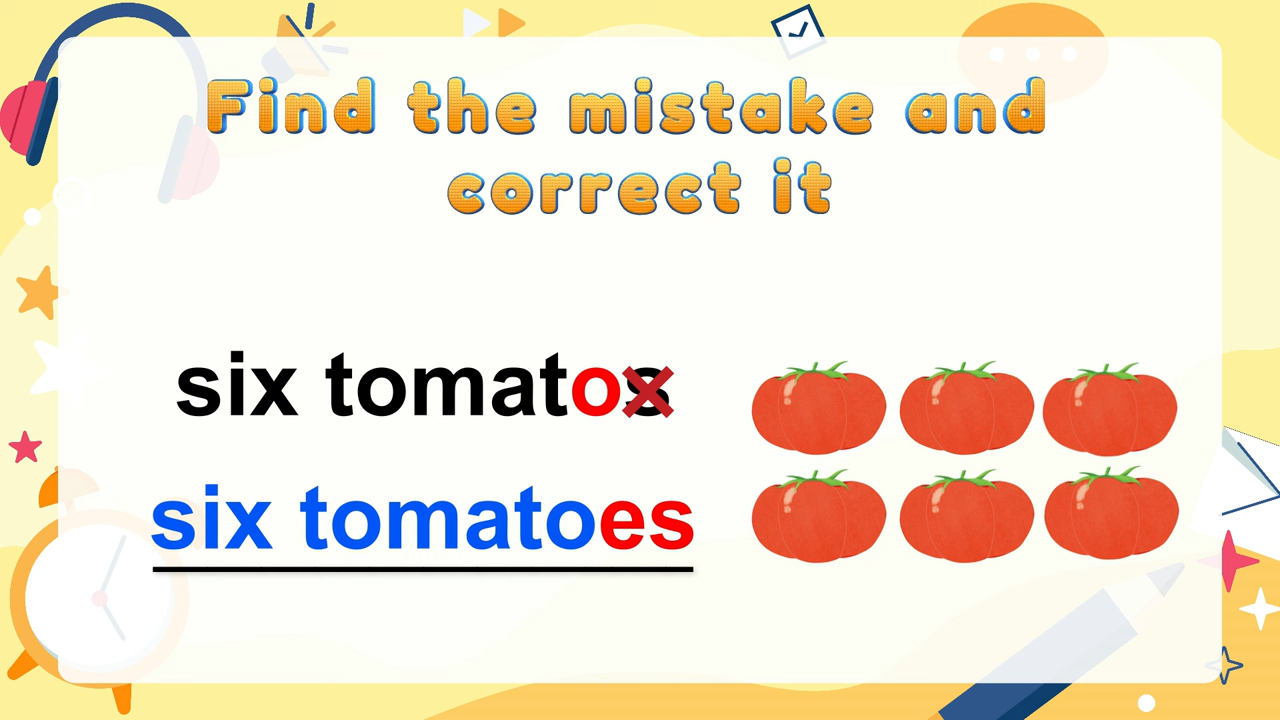 Find the mistake and
correct it
six tomatos
six tomatoes